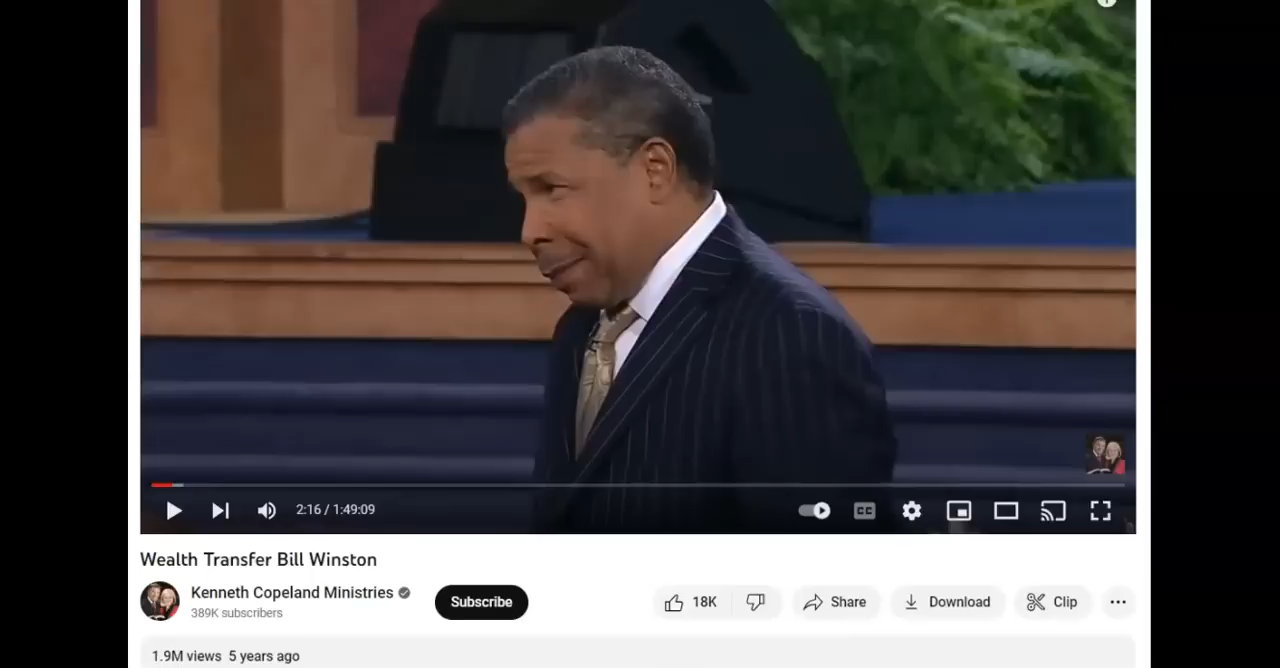 2:16 / 1:49:09
CC
Wealth Transfer Bill Winston
Kenneth Copeland Ministries
389K subscribers
Subscribe
18K
Share
Download
Clip
1.9M views 5 years ago